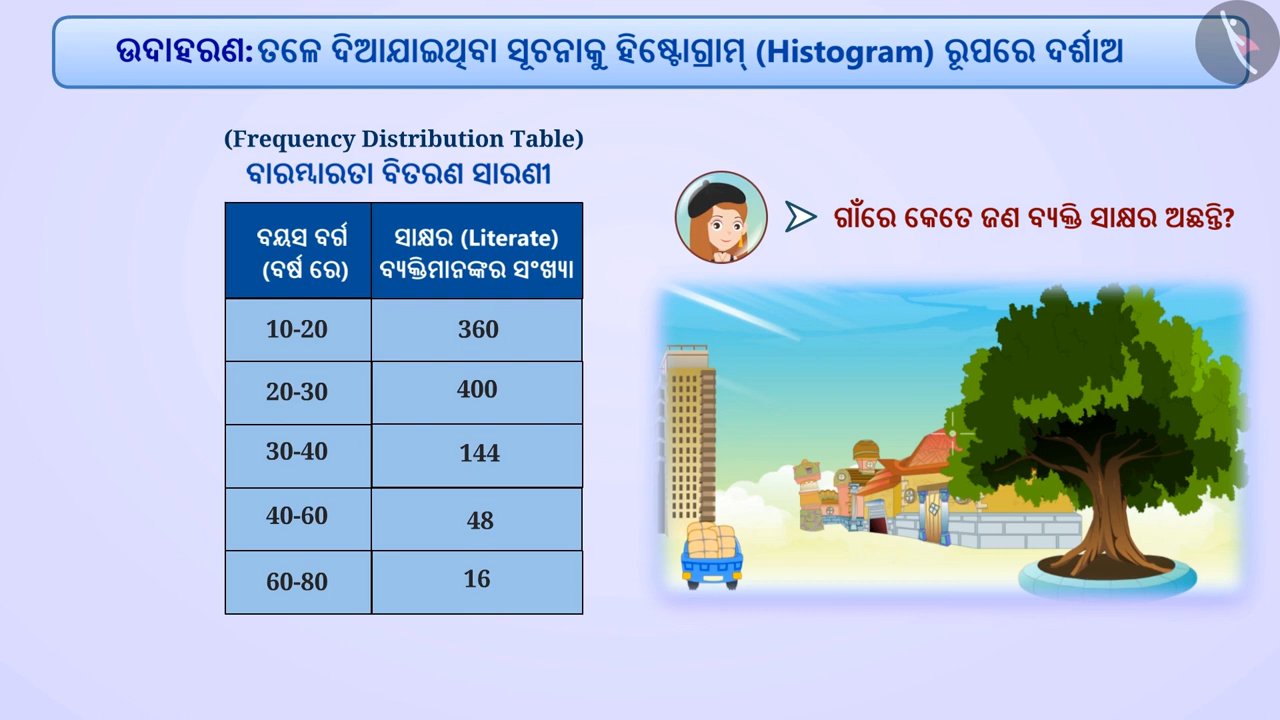 ଉଦାହରଣ: ତଳେ ଦିଆଯାଇଥିବା ସୂଚନାକୁ ହିଷ୍ଟୋଗ୍ରାମ୍ (Histogram) ରୂପରେ ଦର୍ଶାଅ
(Frequency Distribution Table)
ବାରମ୍ଵାରତା ବିତରଣ ସାରଣୀ
ବୟସ ବର୍ଗ (ବର୍ଷ ରେ)
ସାକ୍ଷର (Literate) ବ୍ୟକ୍ତିମାନଙ୍କର ସଂଖ୍ୟା
10-20 360
20-30 400
30-40 144
40-60 48
60-80 16
ଗାଁରେ କେତେ ଜଣ ବ୍ୟକ୍ତି ସାକ୍ଷର ଅଛନ୍ତି?